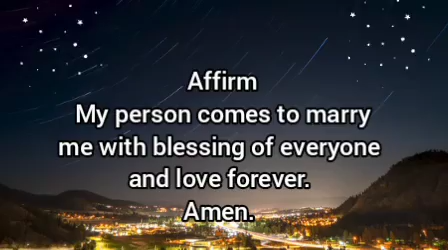 Affirm
My person comes to marry
me with blessing of everyone
and love forever.
Amen.